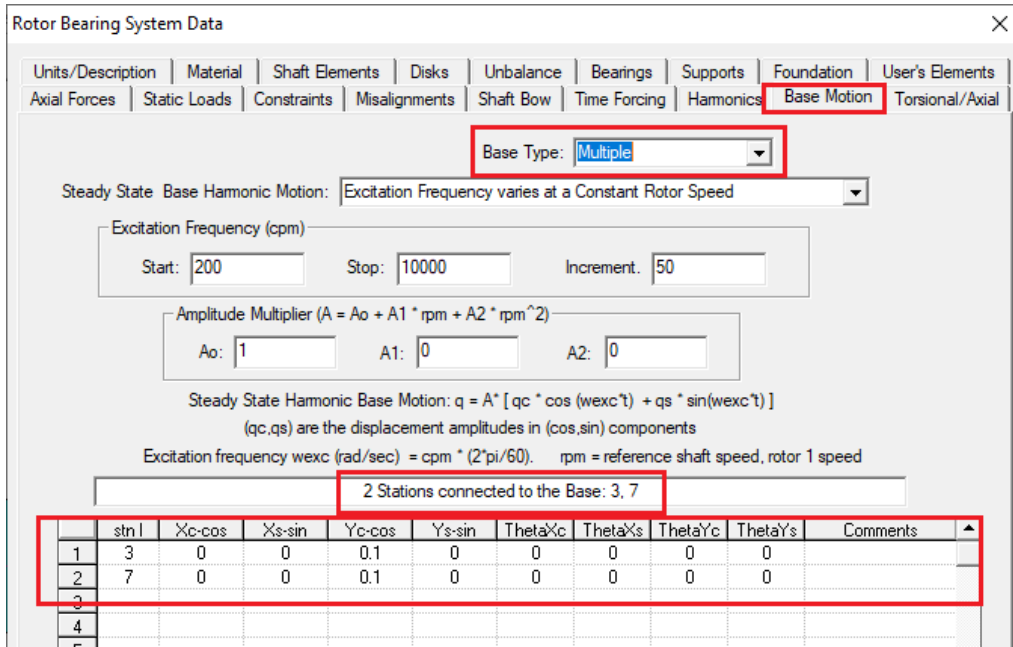 Rotor Bearing System Data
Units/Description Material Shaft Elements Disks Unbalance Bearings Supports Foundation User's Elements
Axial Forces Static Loads Constraints Misalignments Shaft Bow Time Forcing Harmonics Base Motion Torsional/Axial
Base Type: Multiple
Steady State Base Harmonic Motion: Excitation Frequency varies at a Constant Rotor Speed
Excitation Frequency (cpm)
Start: 200 Stop: 10000 Increment. 50
Amplitude Multiplier (A = Ao + A1 * rpm + A2 * rpm^2)
Ao: 1 A1: 0 A2: 0
Steady State Harmonic Base Motion: q = A* [ qc * cos (wexc*t) + qs * sin(wexc*t) ]
(qc,qs) are the displacement amplitudes in (cos,sin) components
Excitation frequency wexc (rad/sec) = cpm * (2*pi/60). rpm = reference shaft speed, rotor 1 speed
2 Stations connected to the Base: 3, 7
stn I Xc-cos Xs-sin Yc-cos Ys-sin ThetaXc ThetaXs ThetaYc ThetaYs Comments
1 3 0 0 0.1 0 0 0 0 0
2 7 0 0 0.1 0 0 0 0 0
3
4
5